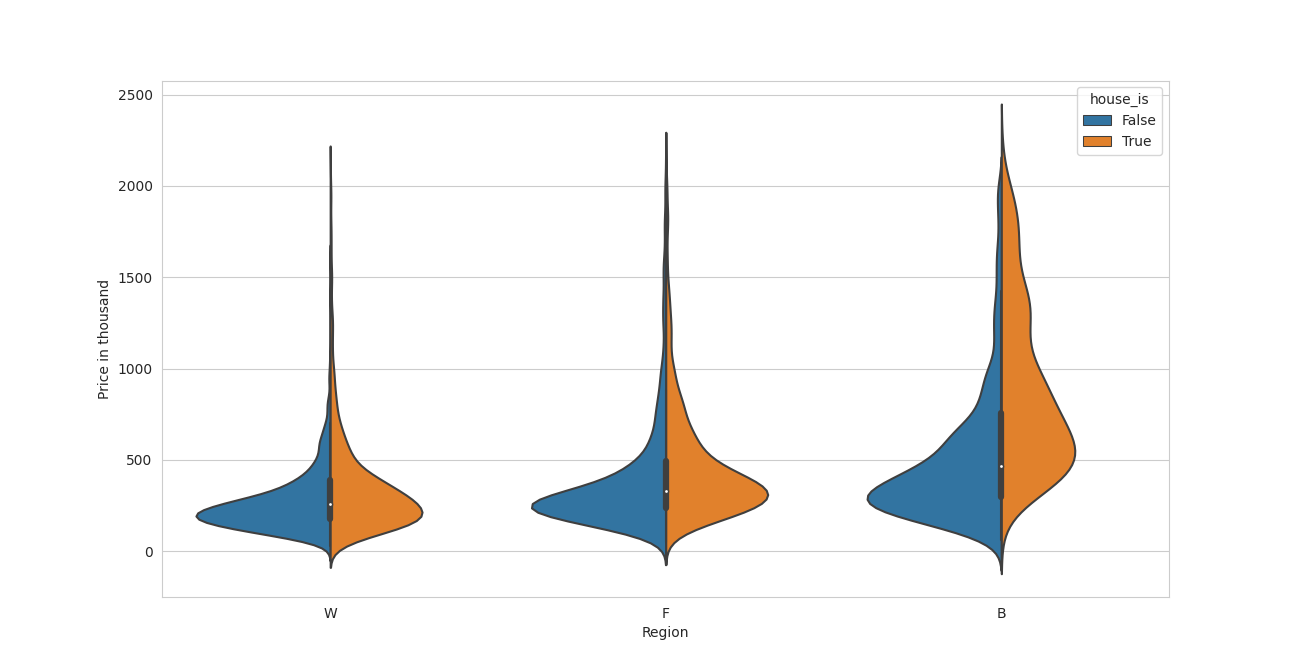 2500
2000
1500
1000
500
0
Price in thousand
W
F
B
Region
house_is
False
True